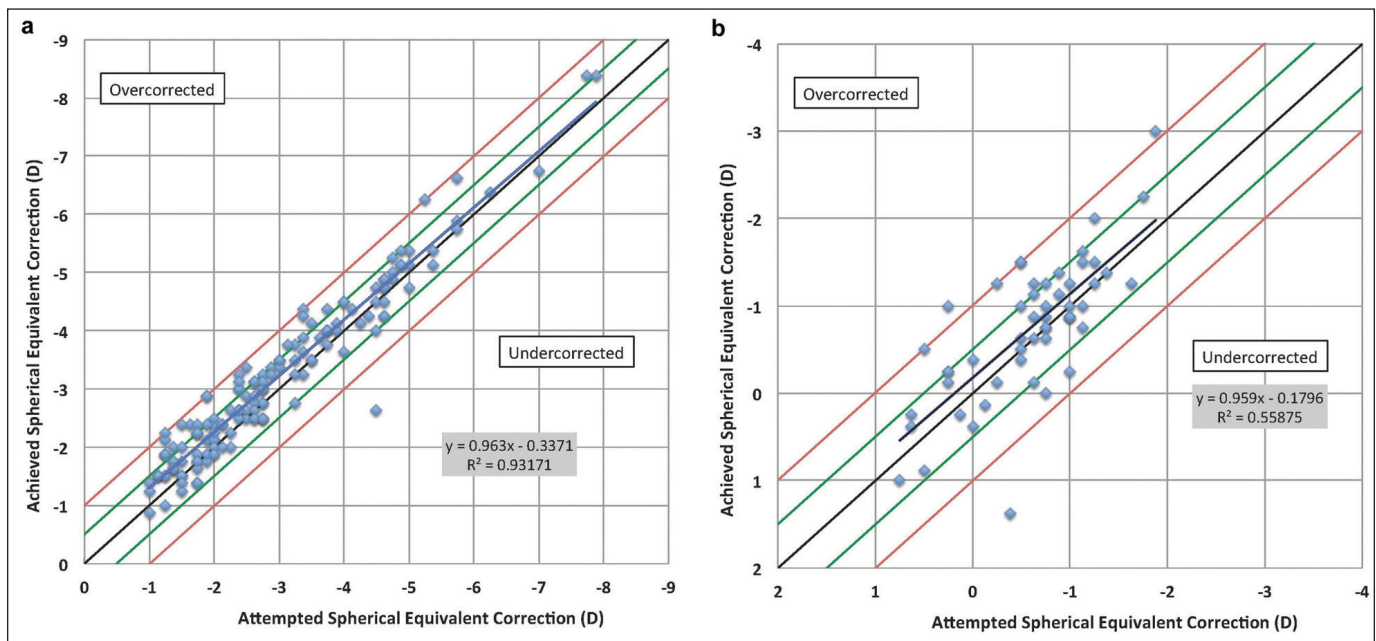 a
Achieved Spherical Equivalent Correction (D)
-9
-8
-7
-6
-5
-4
-3
-2
-1
0
Overcorrected
Undercorrected
y = 0.963x - 0.3371
R² = 0.93171
0 -1 -2 -3 -4 -5 -6 -7 -8 -9
Attempted Spherical Equivalent Correction (D)
b
Achieved Spherical Equivalent Correction (D)
-4
-3
-2
-1
0
1
2
Overcorrected
Undercorrected
y = 0.959x - 0.1796
R² = 0.55875
2 1 0 -1 -2 -3 -4
Attempted Spherical Equivalent Correction (D)